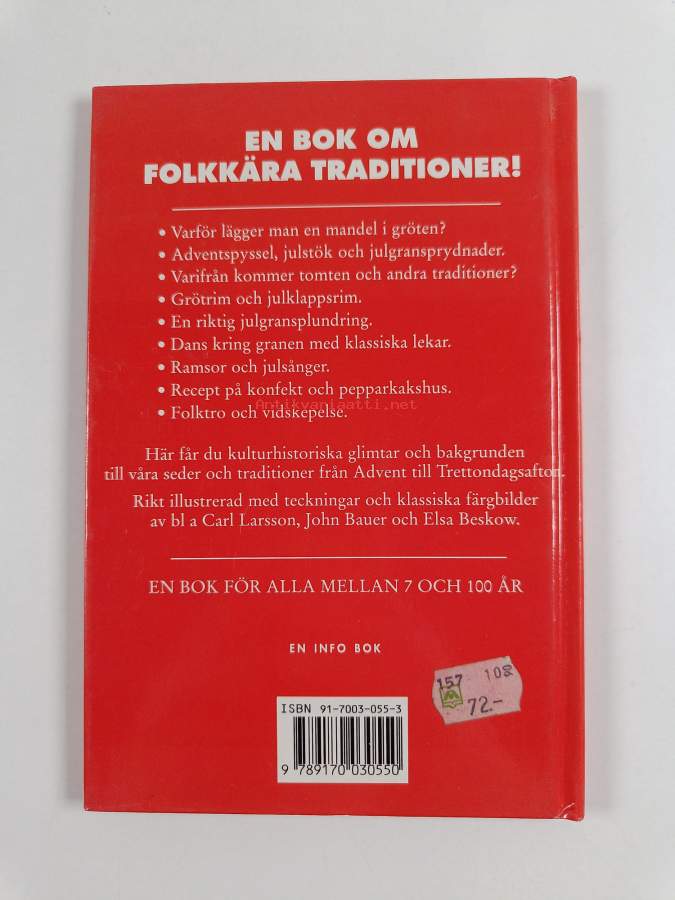 EN BOK OM
FOLKKÄRA TRADITIONER!
• Varför lägger man en mandel i gröten?
• Adventspyssel, julstök och julgransprydnader.
• Varifrån kommer tomten och andra traditioner?
• Grötrim och julklappsrim.
• En riktig julgransplundring.
• Dans kring granen med klassiska lekar.
• Ramsor och julsånger.
• Recept på konfekt och pepparkakshus.
Antikvariaatti.net
• Folktro och vidskepelse.
Här får du kulturhistoriska glimtar och bakgrunden
till våra seder och traditioner från Advent till Trettondagsafton.
Rikt illustrerad med teckningar och klassiska färgbilder
av bl a Carl Larsson, John Bauer och Elsa Beskow.
EN BOK FÖR ALLA MELLAN 7 OCH 100 ÅR
EN INFO BOK
157 108
72.-
ISBN 91-7003-055-3
9 789170 030550